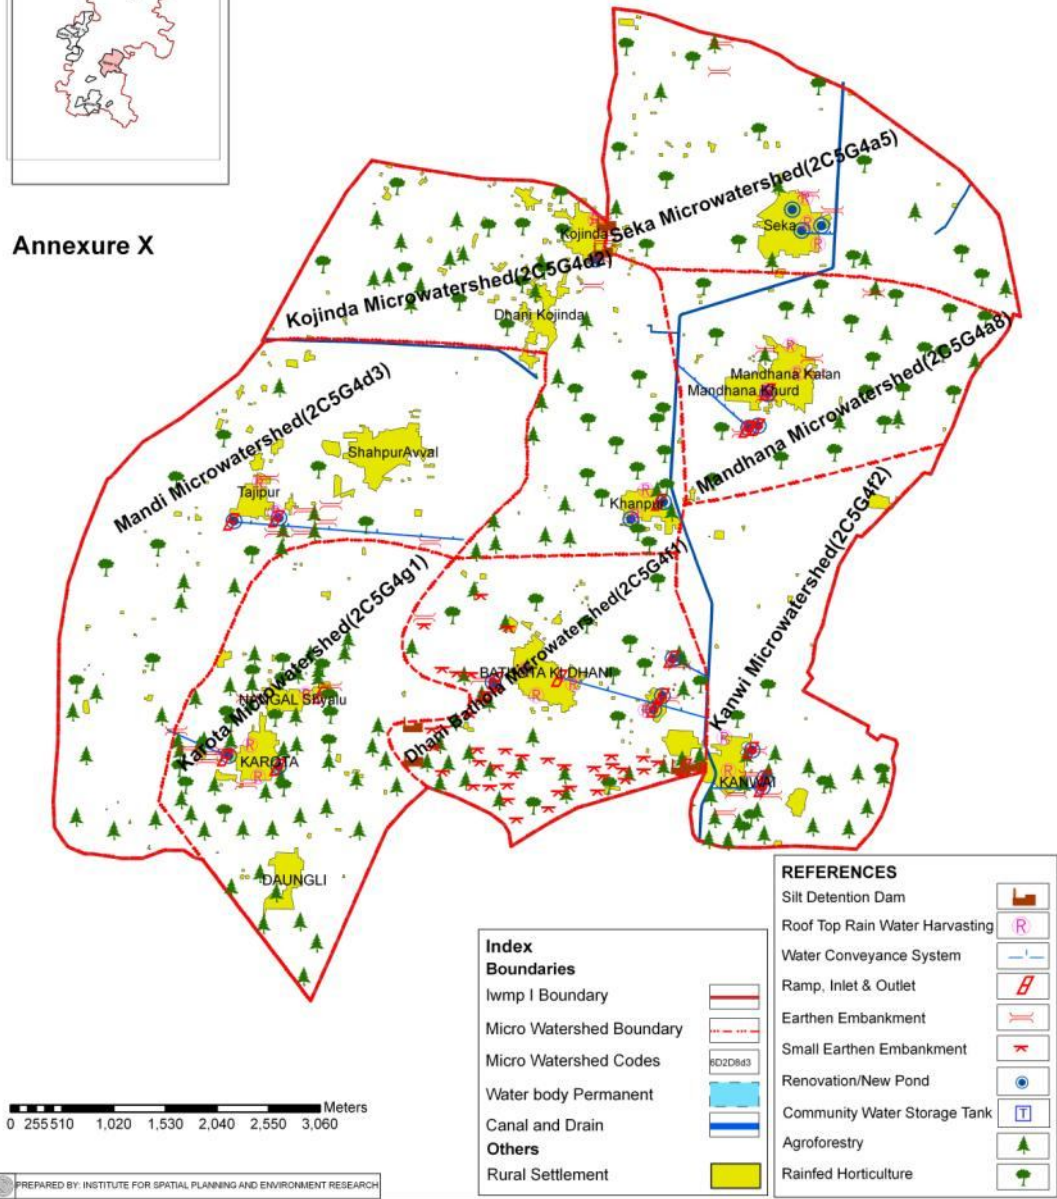 Annexure X
Seka Microwatershed(2C5G4a5)
Kojinda
Seka
Kojinda Microwatershed(2C5G4d2)
Dhani Kojinda
Mandhana Kalan
Mandhana Khurd
Mandhana Microwatershed(2C5G4a8)
Mandi Microwatershed(2C5G4d3)
ShahpurAvval
Tajipur
Khanpur
Kanwi Microwatershed(2C5G4f2)
Karota Microwatershed(2C5G4g1)
Dhani Bathola Microwatershed(2C5G4f1)
KI DHANI
NANGAL
KAROTA
KANWAI
DAUNGLI
REFERENCES
Silt Detention Dam
Roof Top Rain Water Harvesting R
Water Conveyance System
Ramp, Inlet & Outlet
Earthen Embankment
Small Earthen Embankment
Renovation/New Pond
Community Water Storage Tank T
Agroforestry
Rainfed Horticulture
Index
Boundaries
Iwmp I Boundary
Micro Watershed Boundary
Micro Watershed Codes 6D2D8d3
Water body Permanent
Canal and Drain
Others
Rural Settlement
Meters
0 255 510 1,020 1,530 2,040 2,550 3,060
PREPARED BY: INSTITUTE FOR SPATIAL PLANNING AND ENVIRONMENT RESEARCH